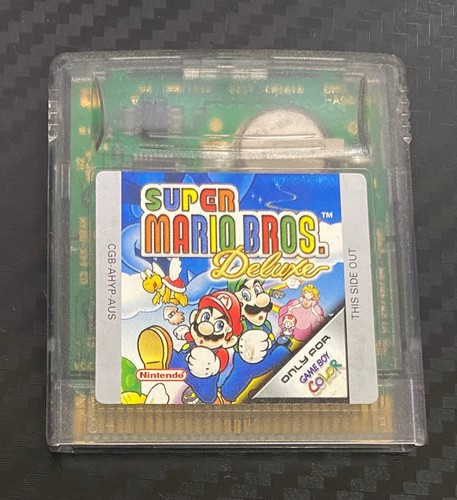 SUPER
MARIO BROS.™
Deluxe
CGB-AHYP-AUS
THIS SIDE OUT
ONLY FOR
GAME BOY
COLOR
Nintendo